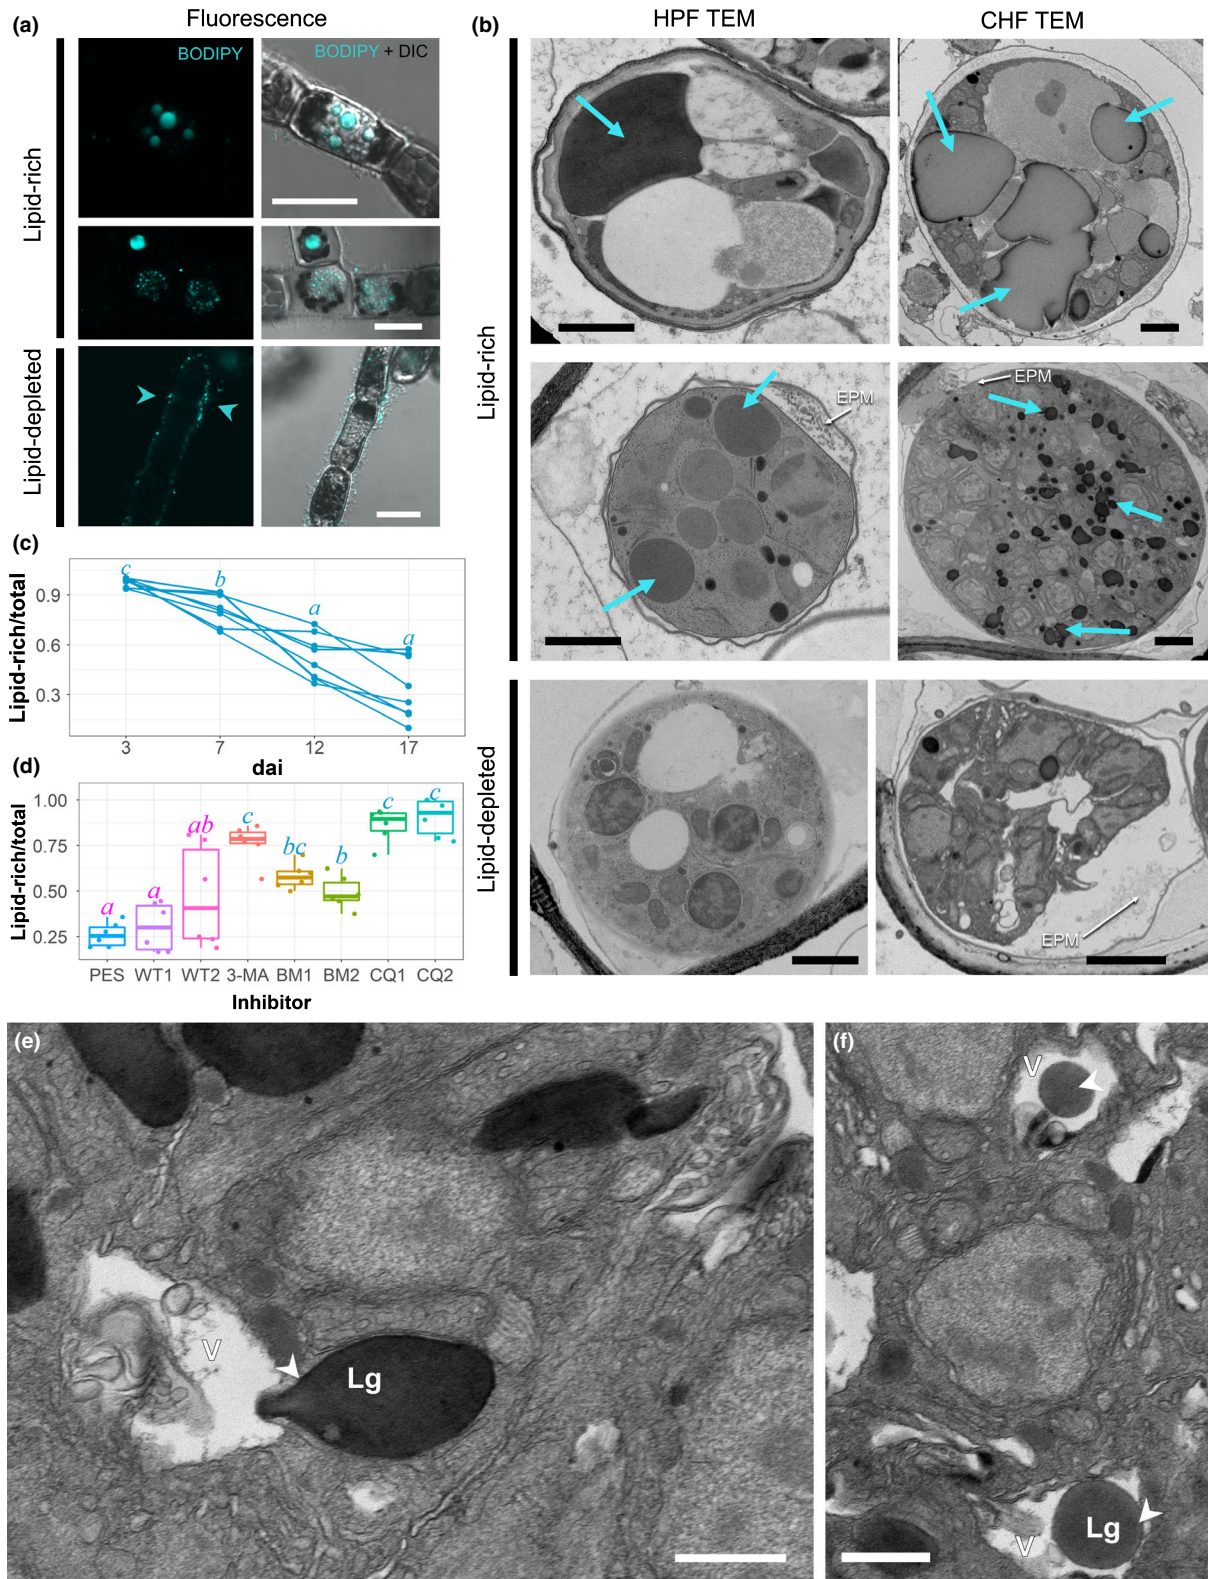 (a)
Fluorescence
BODIPY
BODIPY + DIC
Lipid-rich
Lipid-depleted
(b)
HPF TEM
CHF TEM
Lipid-rich
EPM
EPM
Lipid-depleted
EPM
(c)
Lipid-rich/total
0.9
0.6
0.3
c
b
a
a
3 7 12 17
dai
(d)
Lipid-rich/total
1.00
0.75
0.50
0.25
a
a
ab
c
bc
b
c
c
PES WT1 WT2 3-MA BM1 BM2 CQ1 CQ2
Inhibitor
(e)
V
Lg
(f)
V
V
Lg